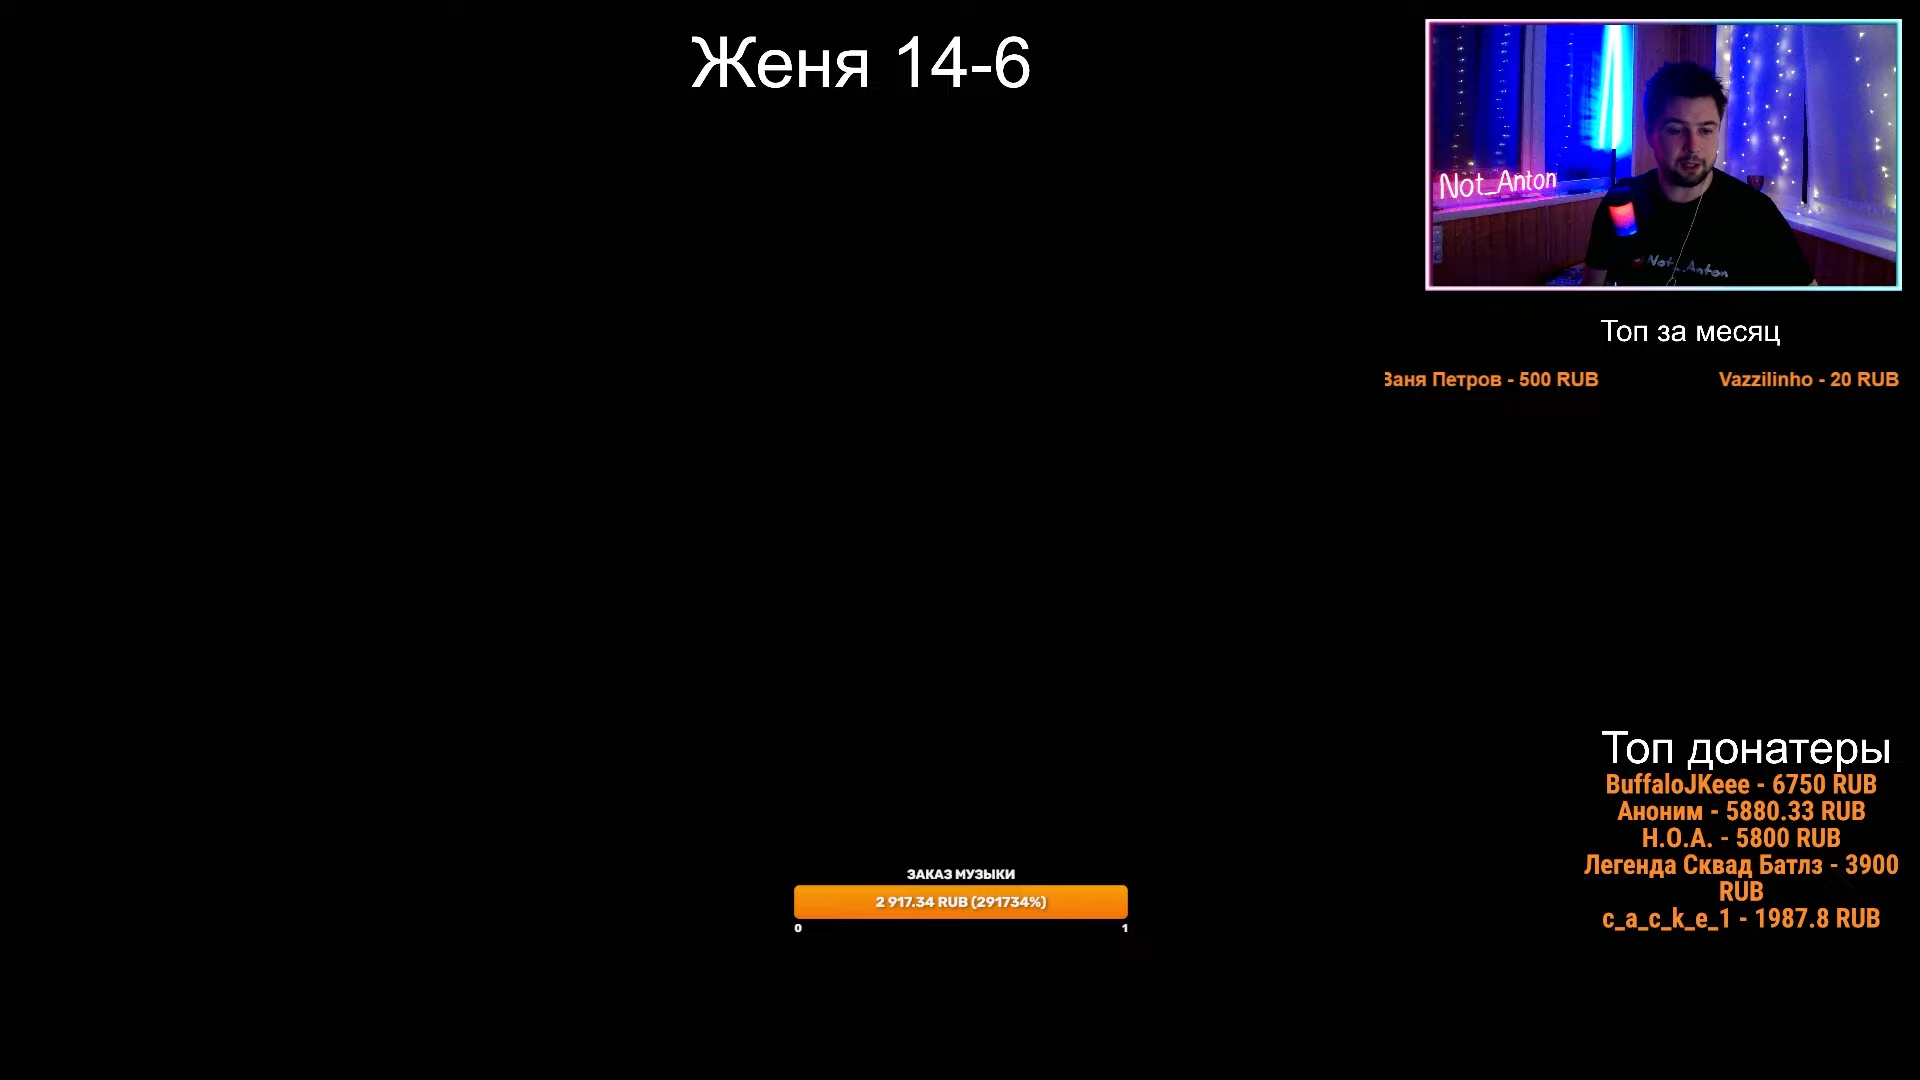 Женя 14-6
Not_Anton
Not_Anton
Топ за месяц
Ваня Петров - 500 RUB
Vazzilinho - 20 RUB
Топ донатеры
BuffaloJKeee - 6750 RUB
Аноним - 5880.33 RUB
Н.О.А. - 5800 RUB
Легенда Сквад Батлз - 3900
RUB
c_a_c_k_e_1 - 1987.8 RUB
ЗАКАЗ МУЗЫКИ
2 917.34 RUB (291734%)
0
1